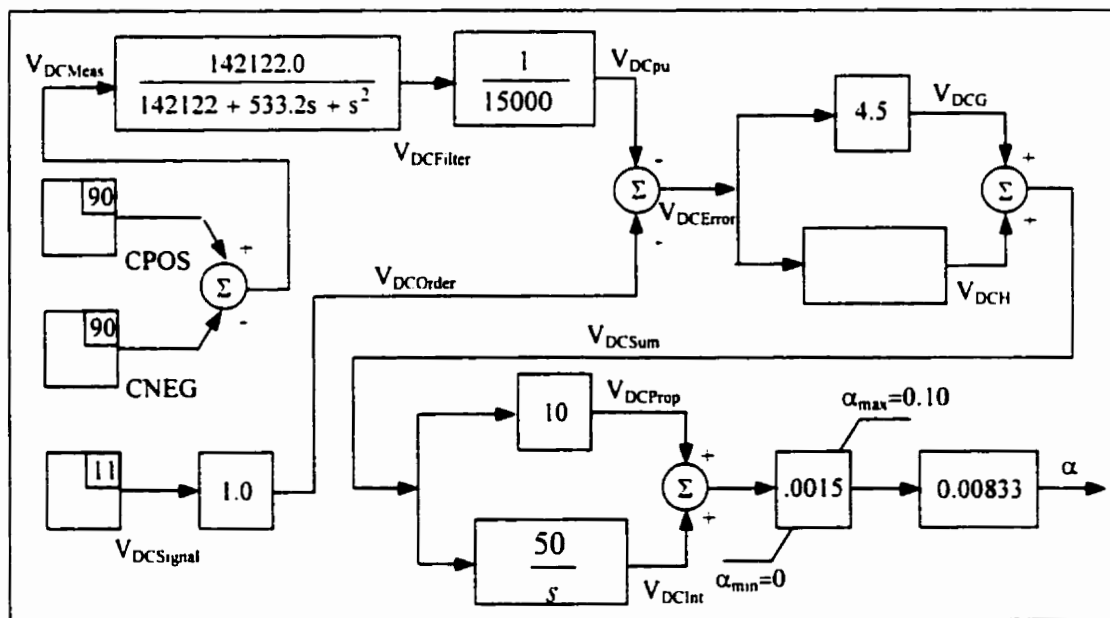 V_DCMeas
142122.0
142122 + 533.2s + s²
V_DCFilter
1
15000
V_DCpu
-
Σ
-
V_DCError
4.5
V_DCG
+
Σ
+
V_DCH
90
CPOS
+
Σ
-
90
CNEG
V_DCOrder
V_DCSum
11
V_DCSignal
1.0
10
V_DCProp
+
Σ
+
50
s
V_DCInt
α_max=0.10
.0015
α_min=0
0.00833
α